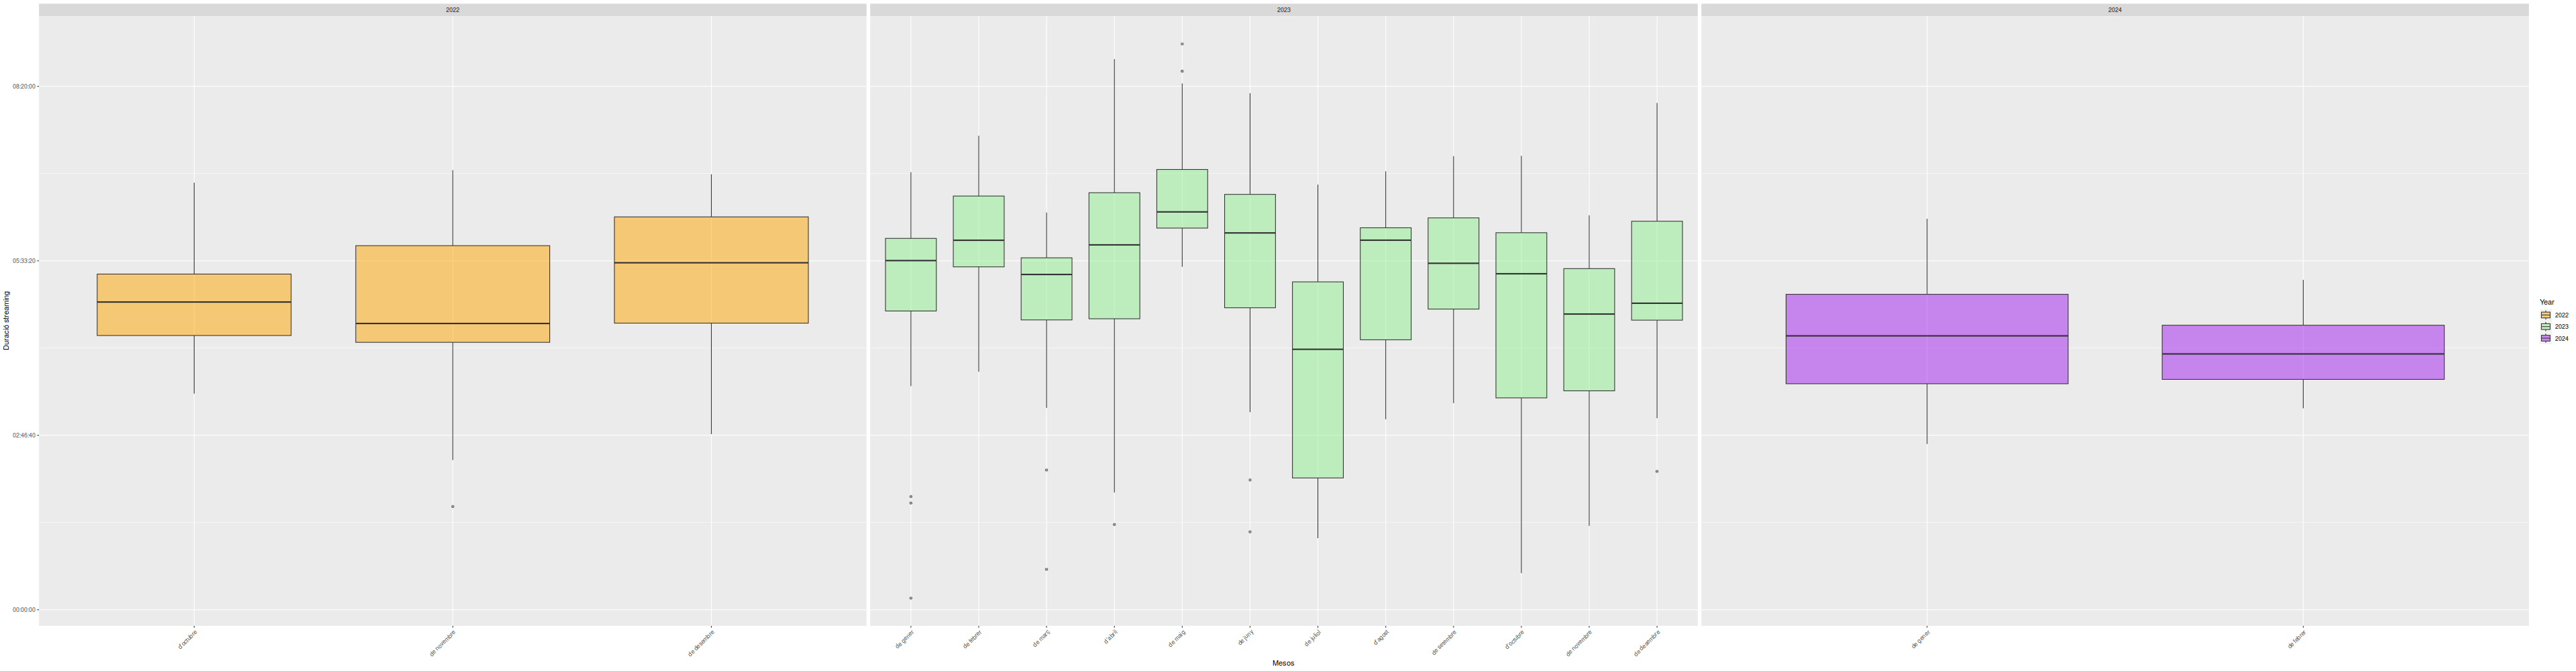 2022
2023
2024
08:20:00
05:33:20
02:46:40
00:00:00
Duració streaming
d'octubre
de novembre
de desembre
de gener
de febrer
de març
d'abril
de maig
de juny
de juliol
d'agost
de setembre
d'octubre
de novembre
de desembre
de gener
de febrer
Mesos
Year
2022
2023
2024